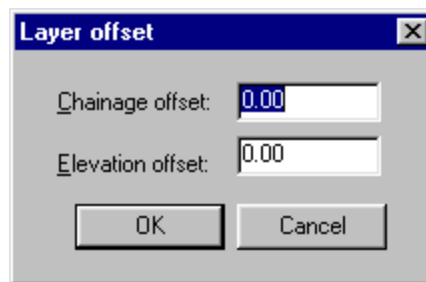 Layer offset
Chainage offset: 0.00
Elevation offset: 0.00
OK Cancel